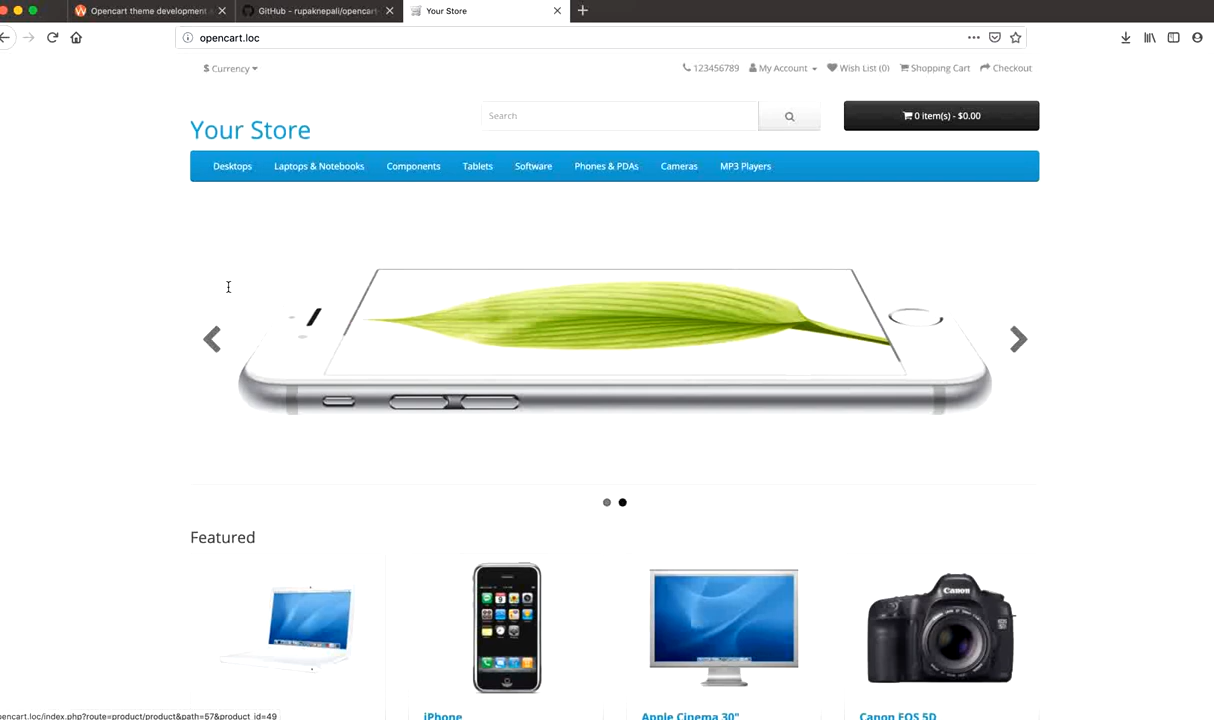 Opencart theme development
GitHub - rupaknepali/opencart-
Your Store
opencart.loc
$ Currency
123456789
My Account
Wish List (0)
Shopping Cart
Checkout
Your Store
Search
0 item(s) - $0.00
Desktops
Laptops & Notebooks
Components
Tablets
Software
Phones & PDAs
Cameras
MP3 Players
Featured
Canon
iPhone
Apple Cinema 30"
Canon EOS 5D
opencart.loc/index.php?route=product/product&path=57&product_id=49